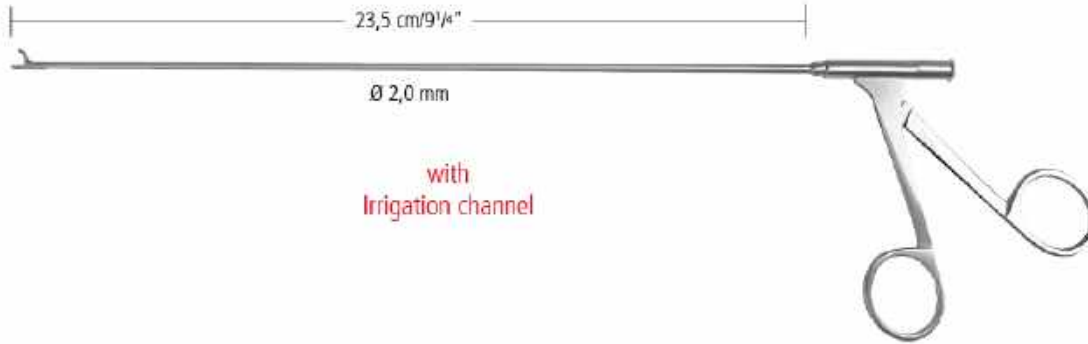 23,5 cm/9¹/⁴"
Ø 2,0 mm
with
Irrigation channel